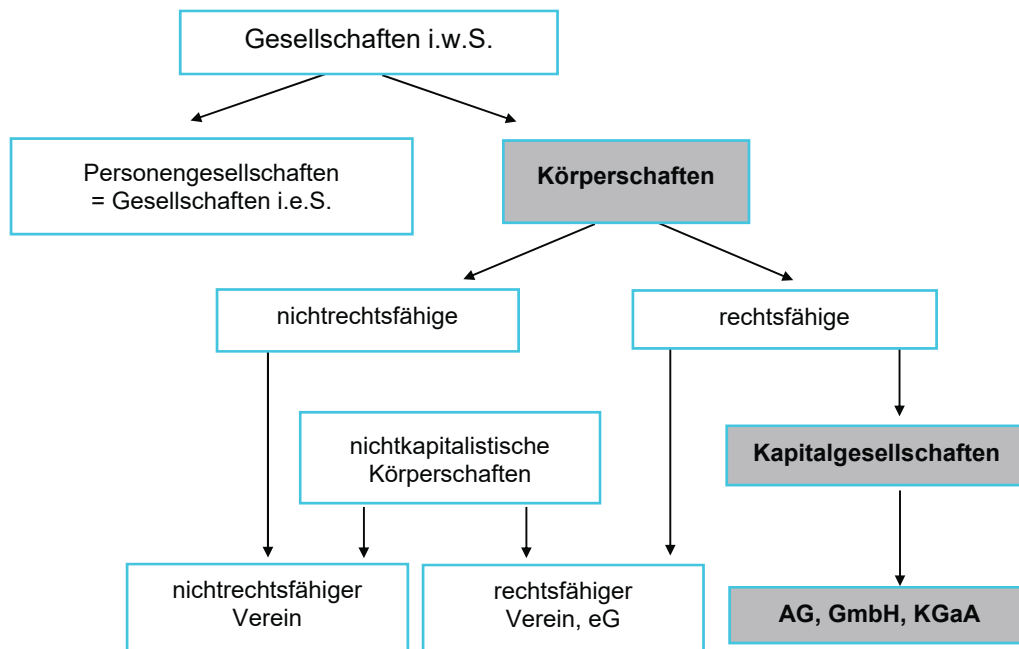 Gesellschaften i.w.S.
Personengesellschaften
= Gesellschaften i.e.S.
Körperschaften
nichtrechtsfähige
rechtsfähige
nichtkapitalistische
Körperschaften
Kapitalgesellschaften
nichtrechtsfähiger
Verein
rechtsfähiger
Verein, eG
AG, GmbH, KGaA